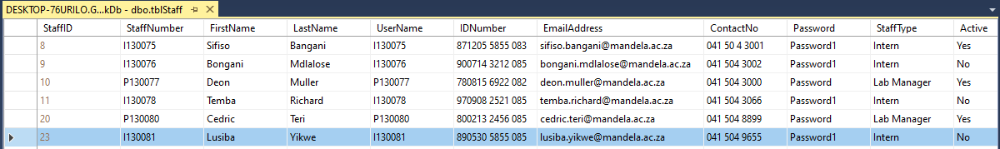 DESKTOP-76URILO.G...kDb - dbo.tblStaff
StaffID StaffNumber FirstName LastName UserName IDNumber EmailAddress ContactNo Password StaffType Active
8 I130075 Sifiso Bangani I130075 871205 5855 083 sifiso.bangani@mandela.ac.za 041 50 4 3001 Password1 Intern Yes
9 I130076 Bongani Mdlalose I130076 900714 3212 085 bongani.mdlalose@mandela.ac.za 041 504 3002 Password1 Intern No
10 P130077 Deon Muller P130077 780815 6922 082 deon.muller@mandela.ac.za 041 504 3000 Password Lab Manager Yes
11 I130078 Temba Richard I130078 970908 2521 085 temba.richard@mandela.ac.za 041 504 3066 Password1 Intern No
20 P130080 Cedric Teri P130080 800213 2456 085 cedric.teri@mandela.ac.za 041 504 8899 Password Lab Manager Yes
23 I130081 Lusiba Yikwe I130081 890530 5855 085 lusiba.yikwe@mandela.ac.za 041 504 9655 Password1 Intern No